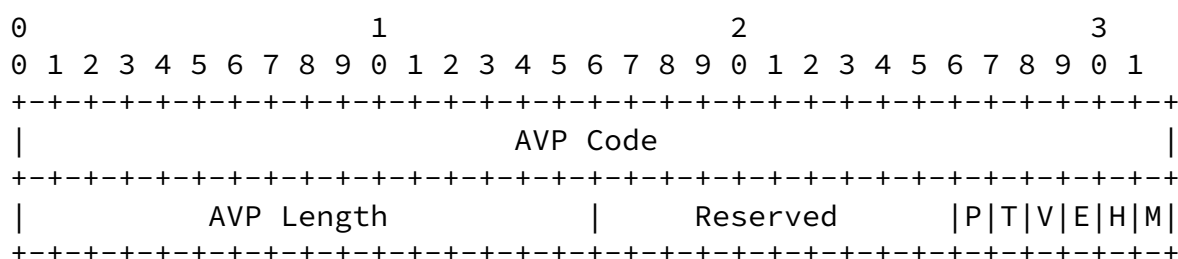 0                   1                   2                   3
0 1 2 3 4 5 6 7 8 9 0 1 2 3 4 5 6 7 8 9 0 1 2 3 4 5 6 7 8 9 0 1
+-+-+-+-+-+-+-+-+-+-+-+-+-+-+-+-+-+-+-+-+-+-+-+-+-+-+-+-+-+-+-+-+
|                           AVP Code                            |
+-+-+-+-+-+-+-+-+-+-+-+-+-+-+-+-+-+-+-+-+-+-+-+-+-+-+-+-+-+-+-+-+
|          AVP Length           |     Reserved      |P|T|V|E|H|M|
+-+-+-+-+-+-+-+-+-+-+-+-+-+-+-+-+-+-+-+-+-+-+-+-+-+-+-+-+-+-+-+-+